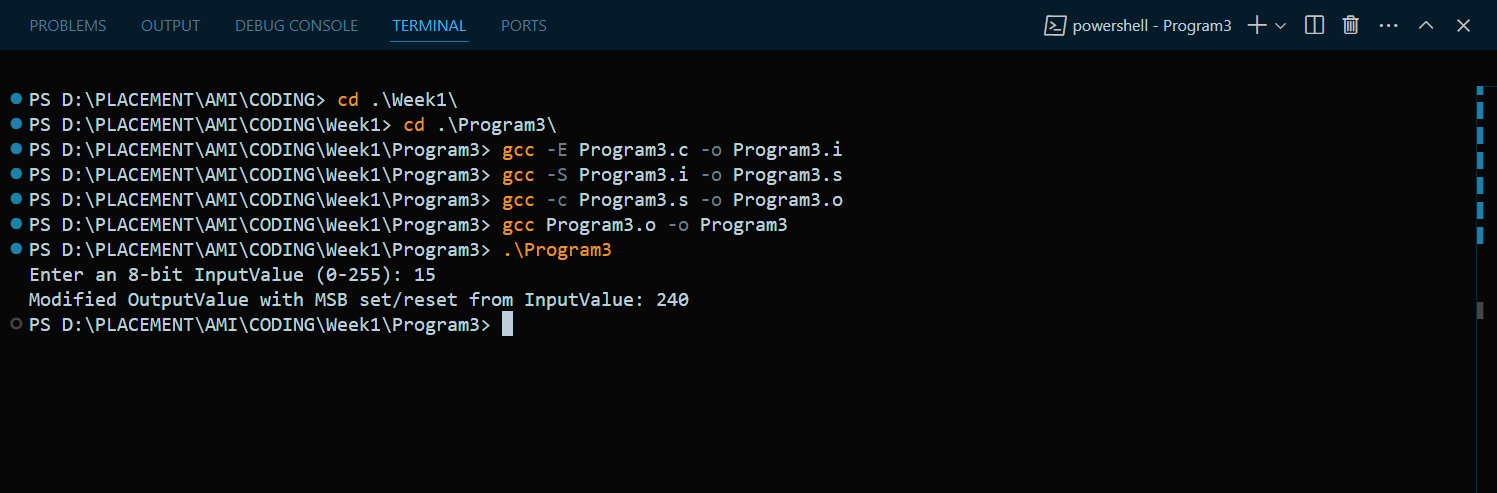 PROBLEMS OUTPUT DEBUG CONSOLE TERMINAL PORTS powershell - Program3
PS D:\PLACEMENT\AMI\CODING> cd .\Week1\
PS D:\PLACEMENT\AMI\CODING\Week1> cd .\Program3\
PS D:\PLACEMENT\AMI\CODING\Week1\Program3> gcc -E Program3.c -o Program3.i
PS D:\PLACEMENT\AMI\CODING\Week1\Program3> gcc -S Program3.i -o Program3.s
PS D:\PLACEMENT\AMI\CODING\Week1\Program3> gcc -c Program3.s -o Program3.o
PS D:\PLACEMENT\AMI\CODING\Week1\Program3> gcc Program3.o -o Program3
PS D:\PLACEMENT\AMI\CODING\Week1\Program3> .\Program3
Enter an 8-bit InputValue (0-255): 15
Modified OutputValue with MSB set/reset from InputValue: 240
PS D:\PLACEMENT\AMI\CODING\Week1\Program3>